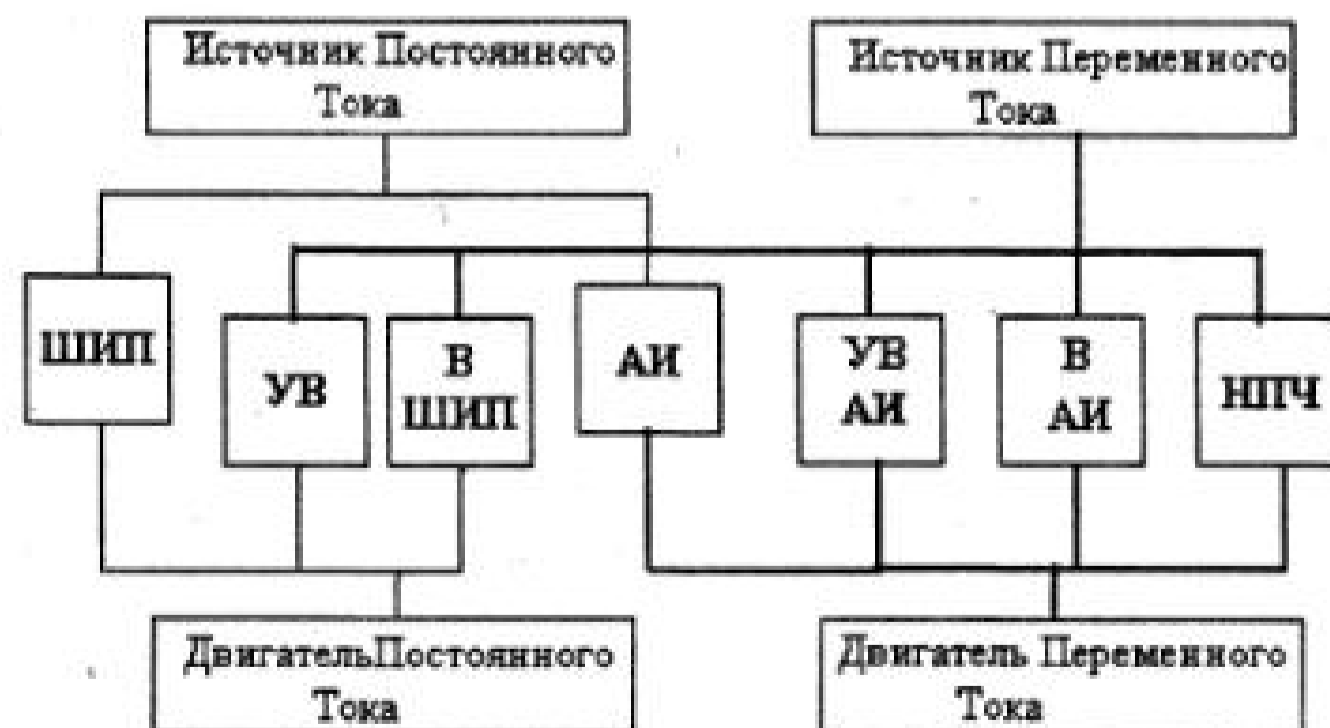 Источник Постоянного
Тока
Источник Переменного
Тока
ШИП
УВ
В
ШИП
АИ
УВ
АИ
В
АИ
НПЧ
ДвигательПостоянного
Тока
Двигатель Переменного
Тока